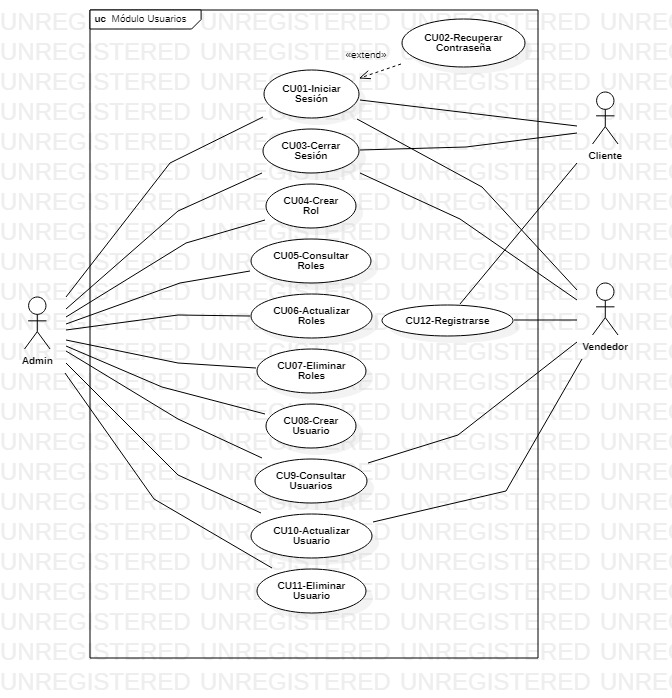 uc Módulo Usuarios
CU02-Recuperar
Contraseña
«extend»
CU01-Iniciar
Sesión
Cliente
CU03-Cerrar
Sesión
CU04-Crear
Rol
CU05-Consultar
Roles
CU06-Actualizar
Roles
CU12-Registrarse
Vendedor
Admin
CU07-Eliminar
Roles
CU08-Crear
Usuario
CU9-Consultar
Usuarios
CU10-Actualizar
Usuario
CU11-Eliminar
Usuario
UNREGISTERED